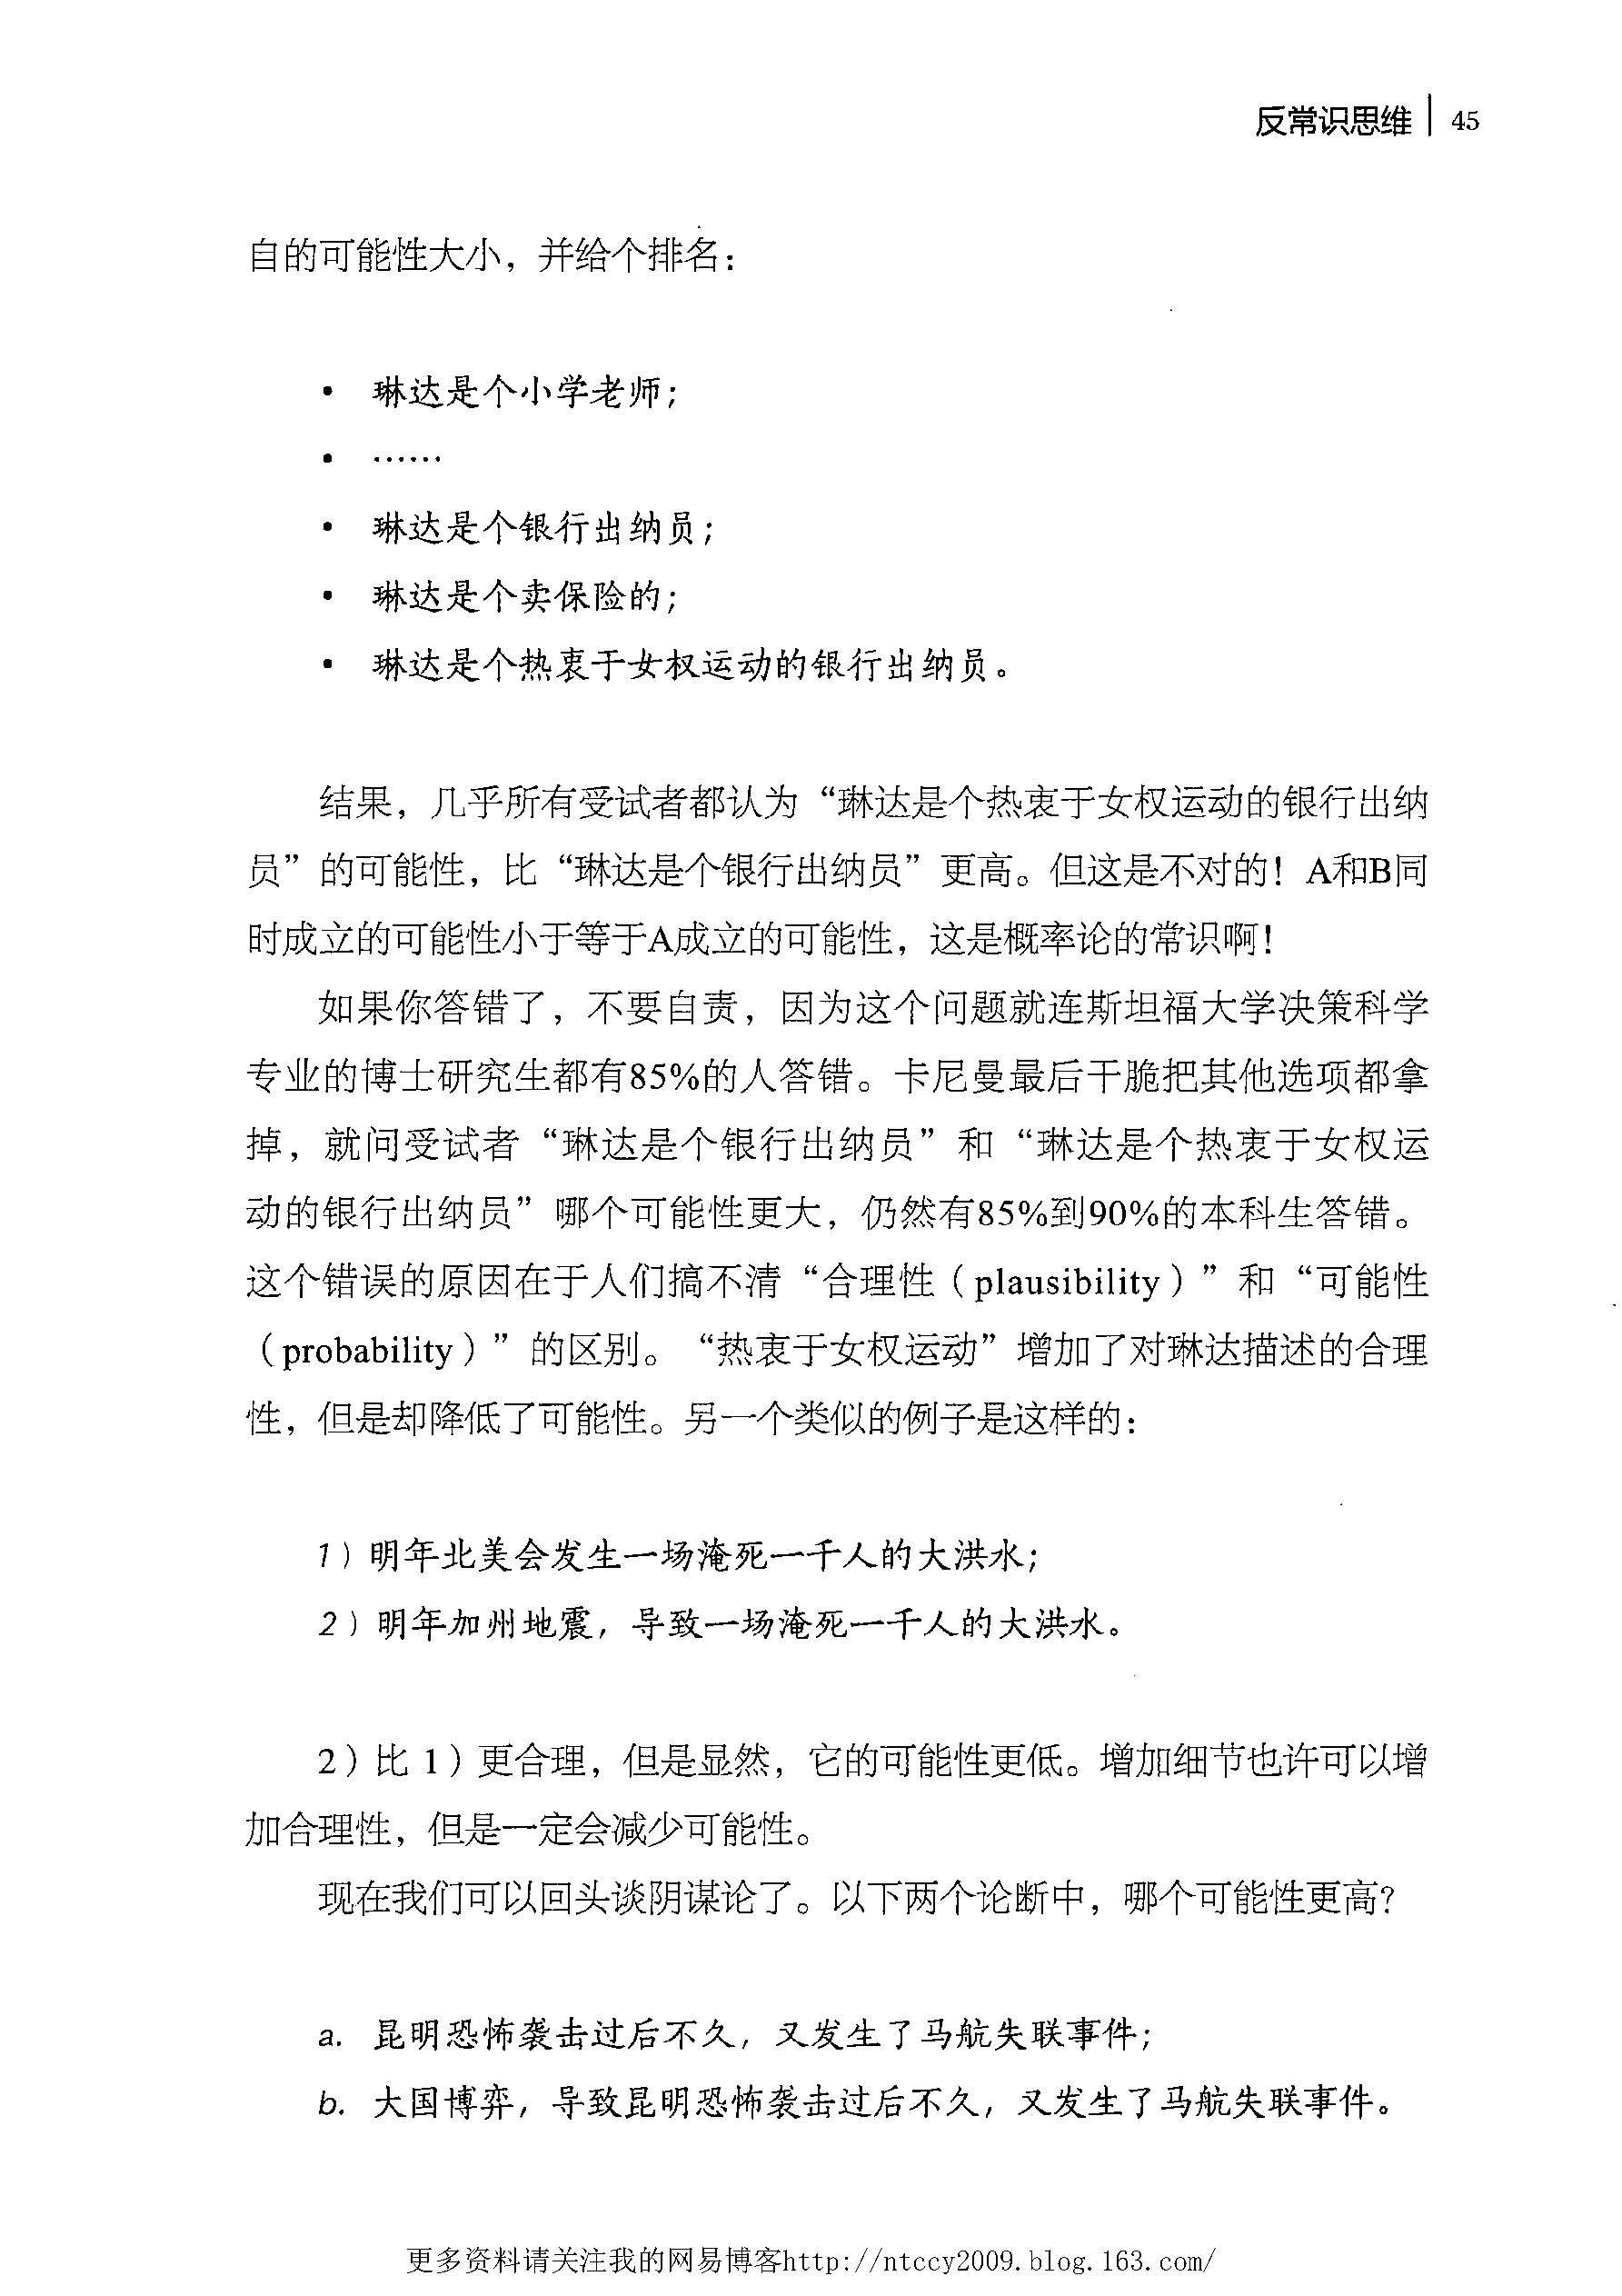 反常识思维 45
自的可能性大小，并给个排名：
• 琳达是个小学老师；
• ……
• 琳达是个银行出纳员；
• 琳达是个卖保险的；
• 琳达是个热衷于女权运动的银行出纳员。
结果，几乎所有受试者都认为“琳达是个热衷于女权运动的银行出纳
员”的可能性，比“琳达是个银行出纳员”更高。但这是不对的！A和B同
时成立的可能性小于等于A成立的可能性，这是概率论的常识啊！
如果你答错了，不要自责，因为这个问题就连斯坦福大学决策科学
专业的博士研究生都有85%的人答错。卡尼曼最后干脆把其他选项都拿
掉，就问受试者“琳达是个银行出纳员”和“琳达是个热衷于女权运
动的银行出纳员”哪个可能性更大，仍然有85%到90%的本科生答错。
这个错误的原因在于人们搞不清“合理性（plausibility）”和“可能性
（probability）”的区别。“热衷于女权运动”增加了对琳达描述的合理
性，但是却降低了可能性。另一个类似的例子是这样的：
1）明年北美会发生一场淹死一千人的大洪水；
2）明年加州地震，导致一场淹死一千人的大洪水。
2）比 1）更合理，但是显然，它的可能性更低。增加细节也许可以增
加合理性，但是一定会减少可能性。
现在我们可以回头谈阴谋论了。以下两个论断中，哪个可能性更高？
a. 昆明恐怖袭击过后不久，又发生了马航失联事件；
b. 大国博弈，导致昆明恐怖袭击过后不久，又发生了马航失联事件。
更多资料请关注我的网易博客http://ntccy2009.blog.163.com/